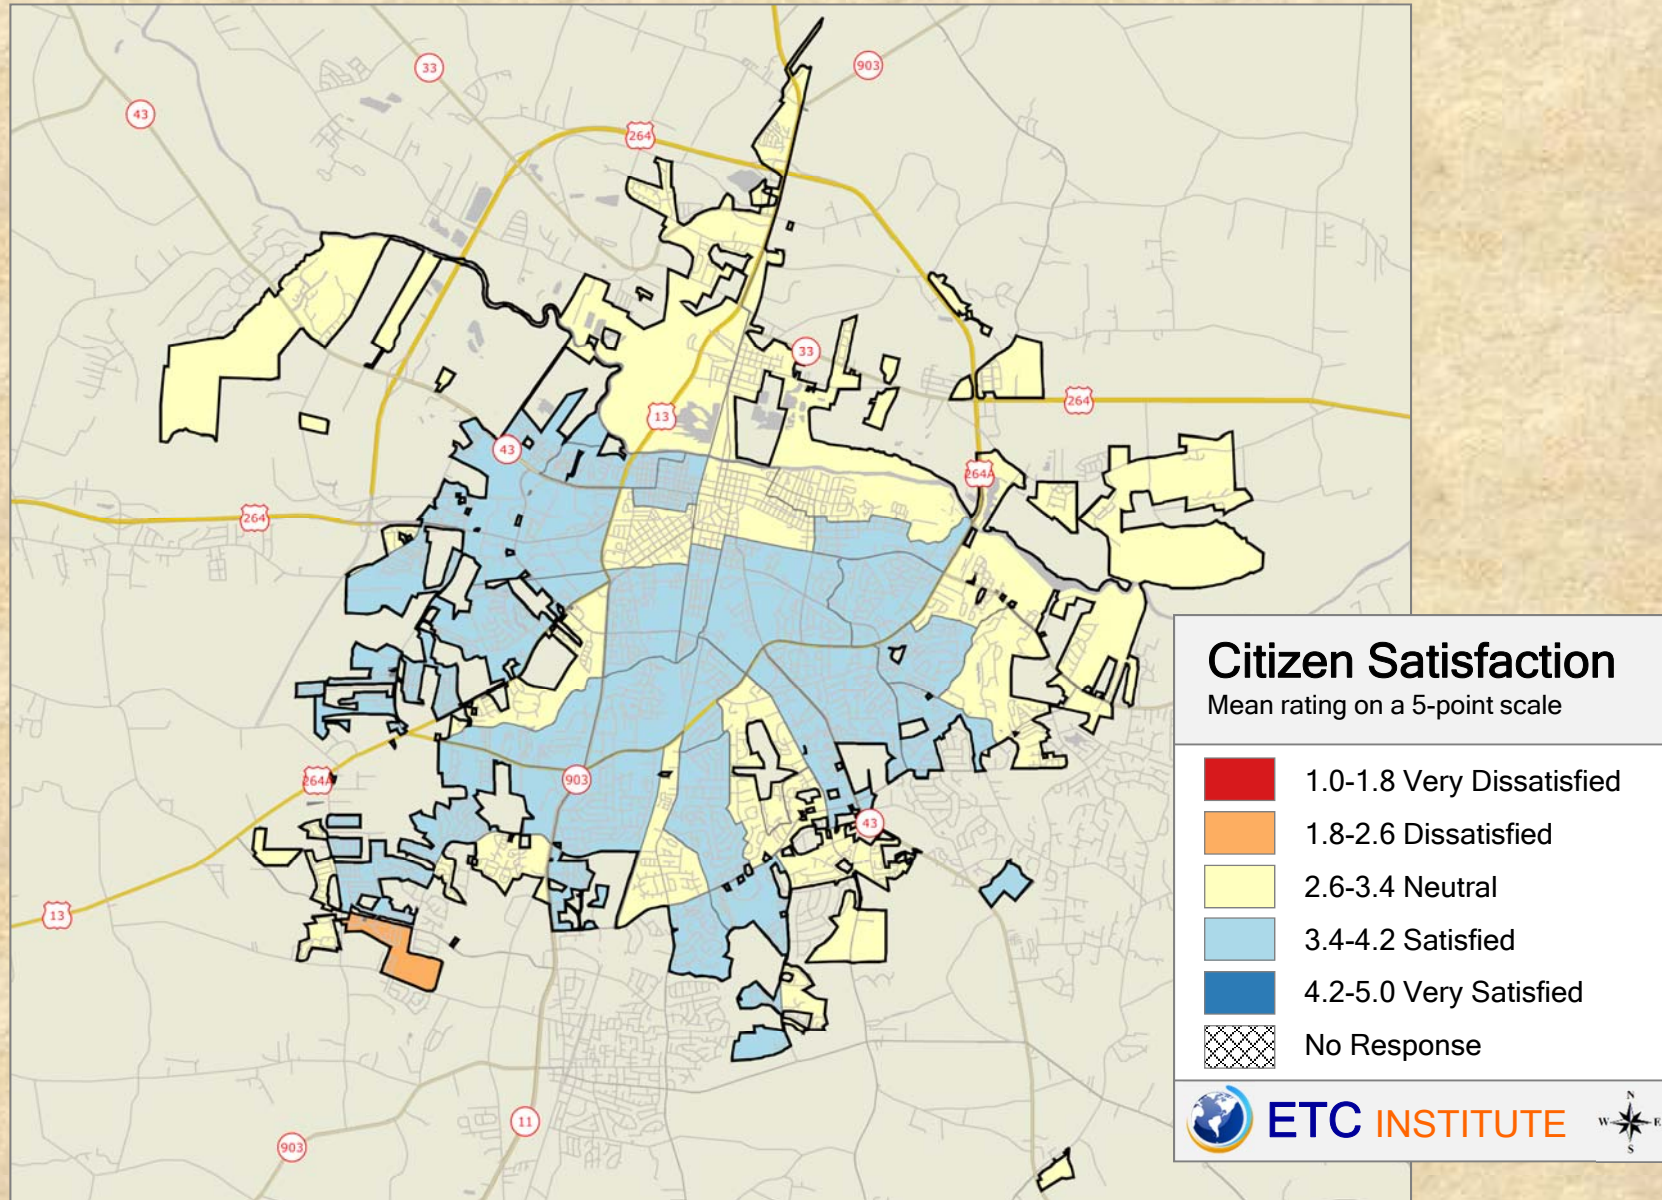 33
903
43
264
33
264
13
43
264A
264
903
264A
43
13
11
903
Citizen Satisfaction
Mean rating on a 5-point scale
1.0-1.8 Very Dissatisfied
1.8-2.6 Dissatisfied
2.6-3.4 Neutral
3.4-4.2 Satisfied
4.2-5.0 Very Satisfied
No Response
ETC INSTITUTE
N
W E
S